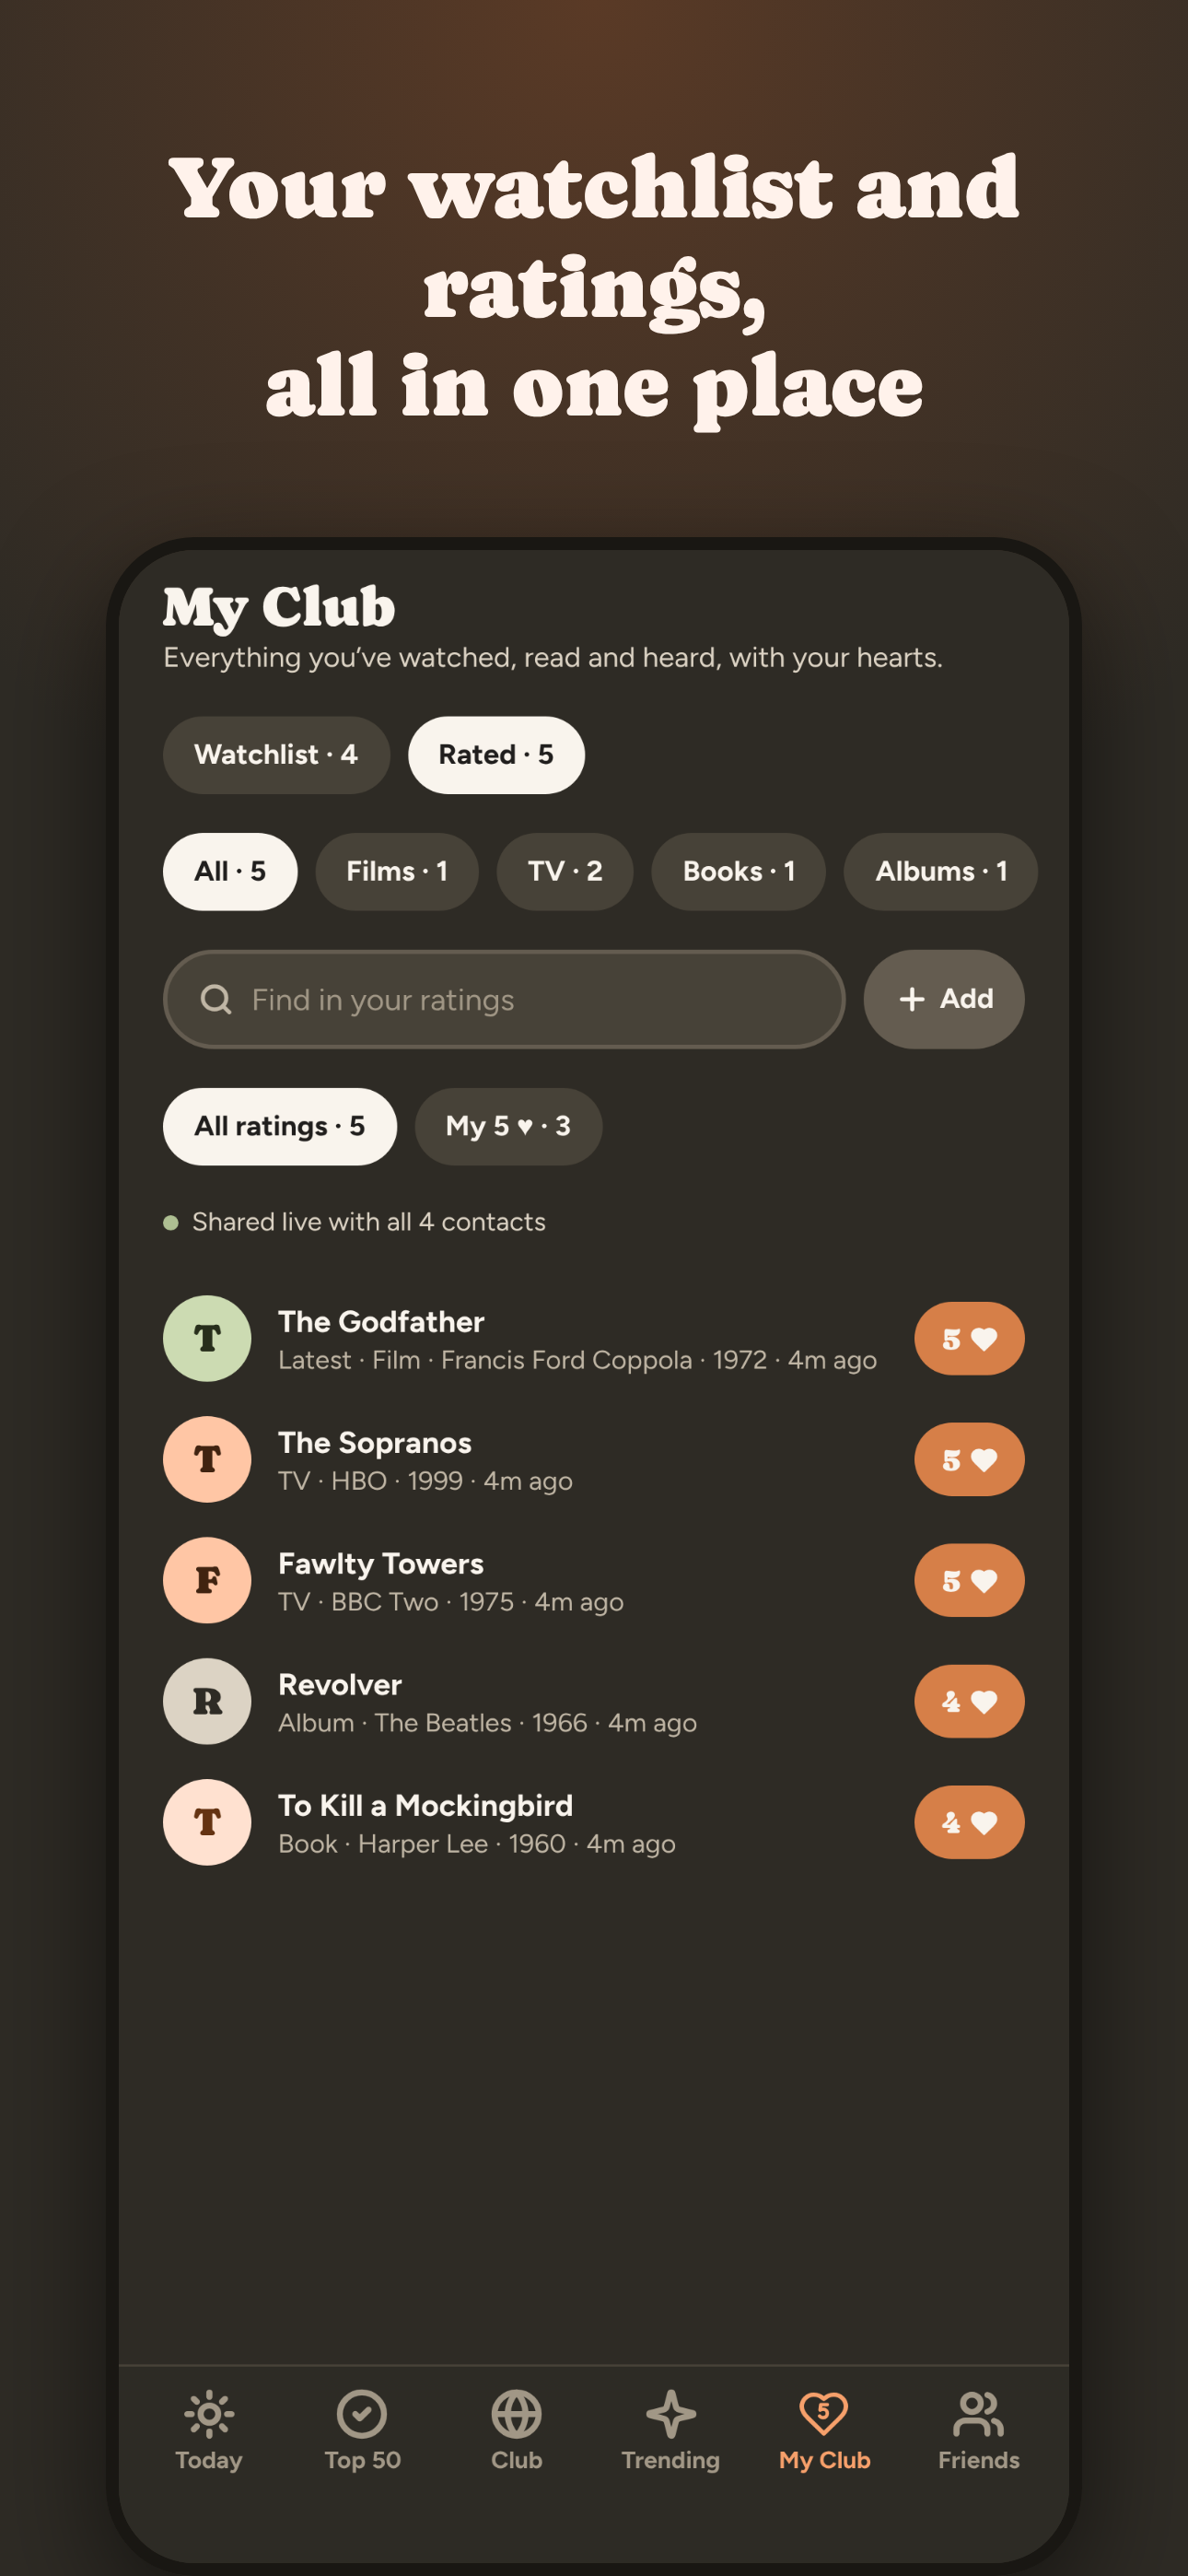 Your watchlist and
ratings,
all in one place
My Club
Everything you’ve watched, read and heard, with your hearts.
Watchlist · 4
Rated · 5
All · 5
Films · 1
TV · 2
Books · 1
Albums · 1
Find in your ratings
+ Add
All ratings · 5
My 5 ♥ · 3
Shared live with all 4 contacts
T
The Godfather
Latest · Film · Francis Ford Coppola · 1972 · 4m ago
5 ♥
T
The Sopranos
TV · HBO · 1999 · 4m ago
5 ♥
F
Fawlty Towers
TV · BBC Two · 1975 · 4m ago
5 ♥
R
Revolver
Album · The Beatles · 1966 · 4m ago
4 ♥
T
To Kill a Mockingbird
Book · Harper Lee · 1960 · 4m ago
4 ♥
Today
Top 50
Club
Trending
5
My Club
Friends